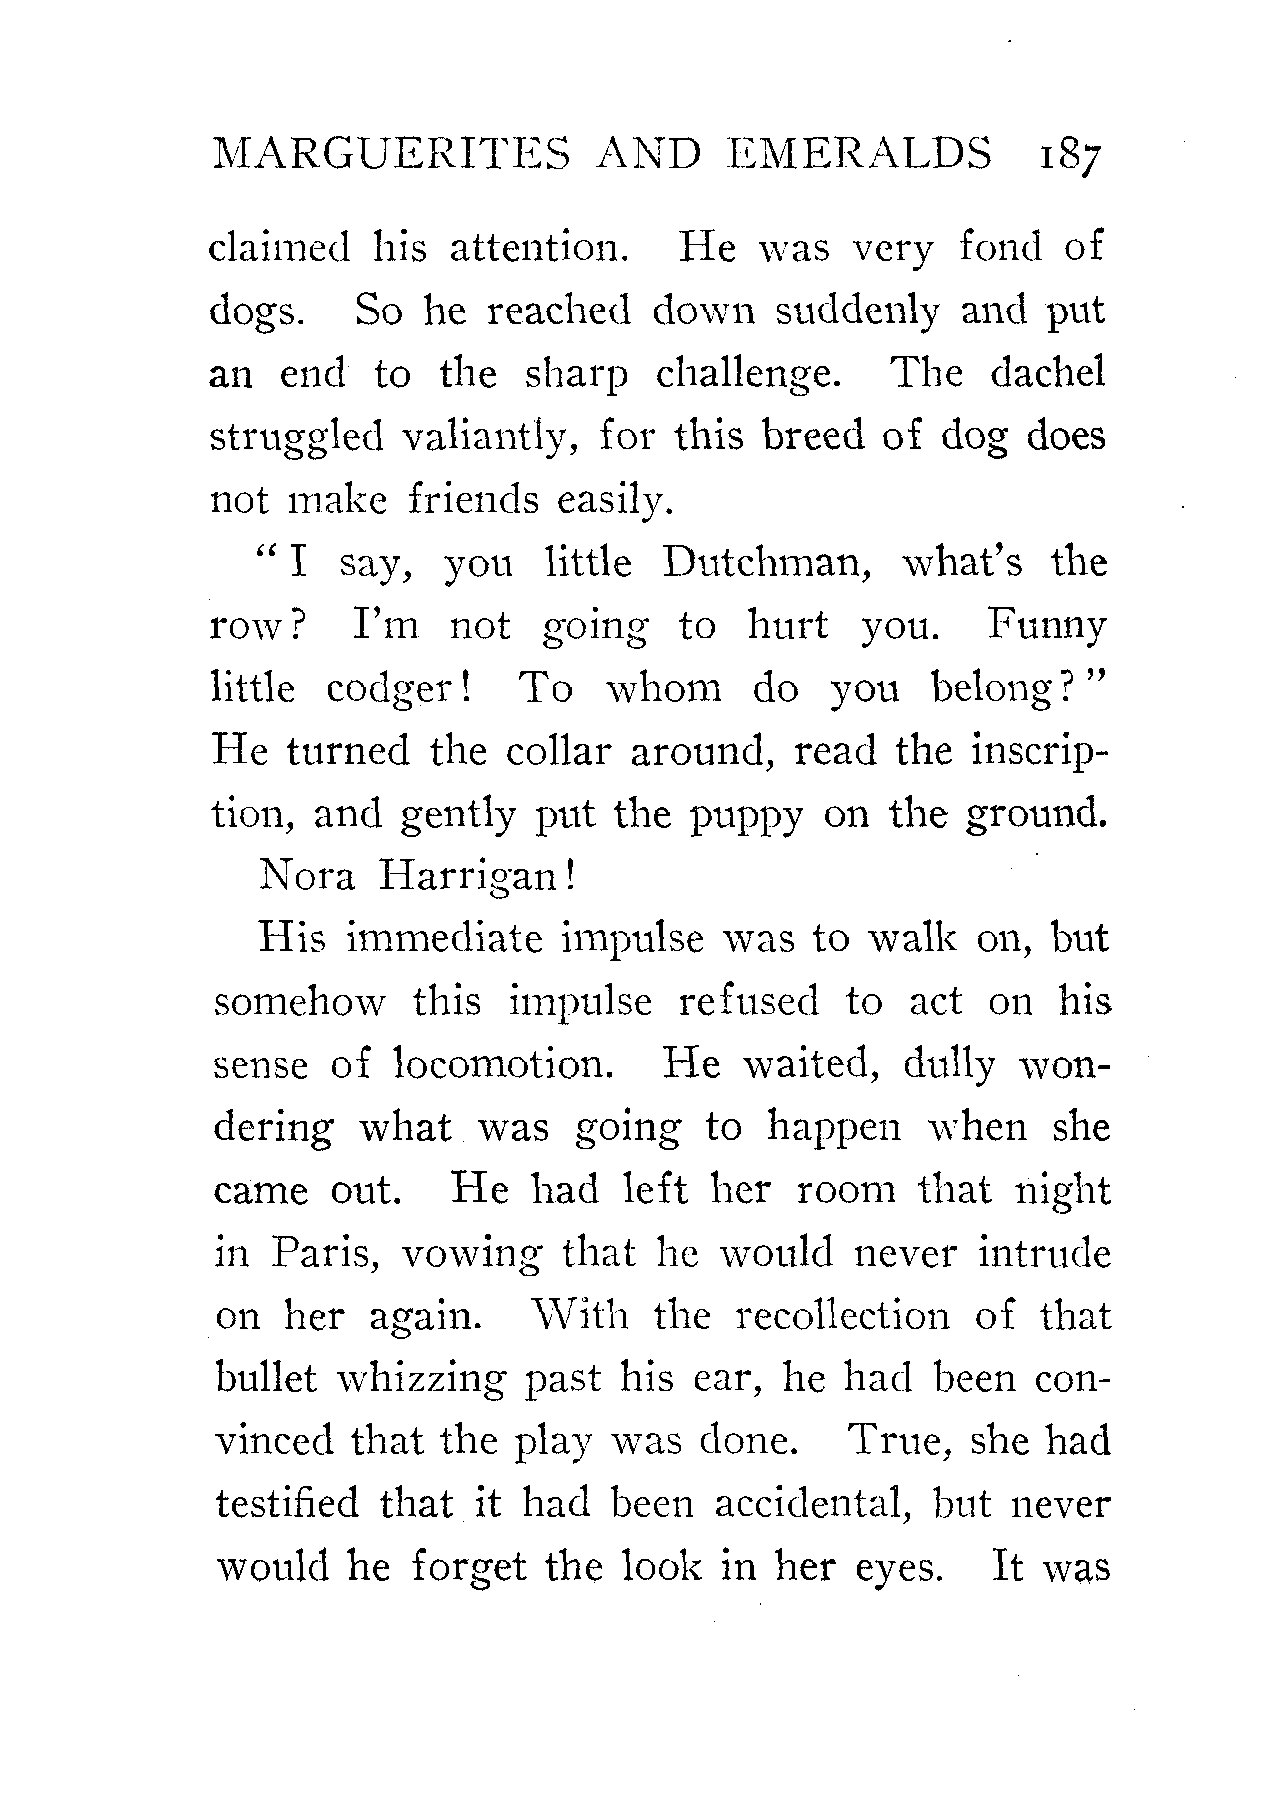 MARGUERITES AND EMERALDS 187
claimed his attention. He was very fond of
dogs. So he reached down suddenly and put
an end to the sharp challenge. The dachel
struggled valiantly, for this breed of dog does
not make friends easily.
“ I say, you little Dutchman, what’s the
row? I’m not going to hurt you. Funny
little codger! To whom do you belong?”
He turned the collar around, read the inscrip-
tion, and gently put the puppy on the ground.
Nora Harrigan!
His immediate impulse was to walk on, but
somehow this impulse refused to act on his
sense of locomotion. He waited, dully won-
dering what was going to happen when she
came out. He had left her room that night
in Paris, vowing that he would never intrude
on her again. With the recollection of that
bullet whizzing past his ear, he had been con-
vinced that the play was done. True, she had
testified that it had been accidental, but never
would he forget the look in her eyes. It was